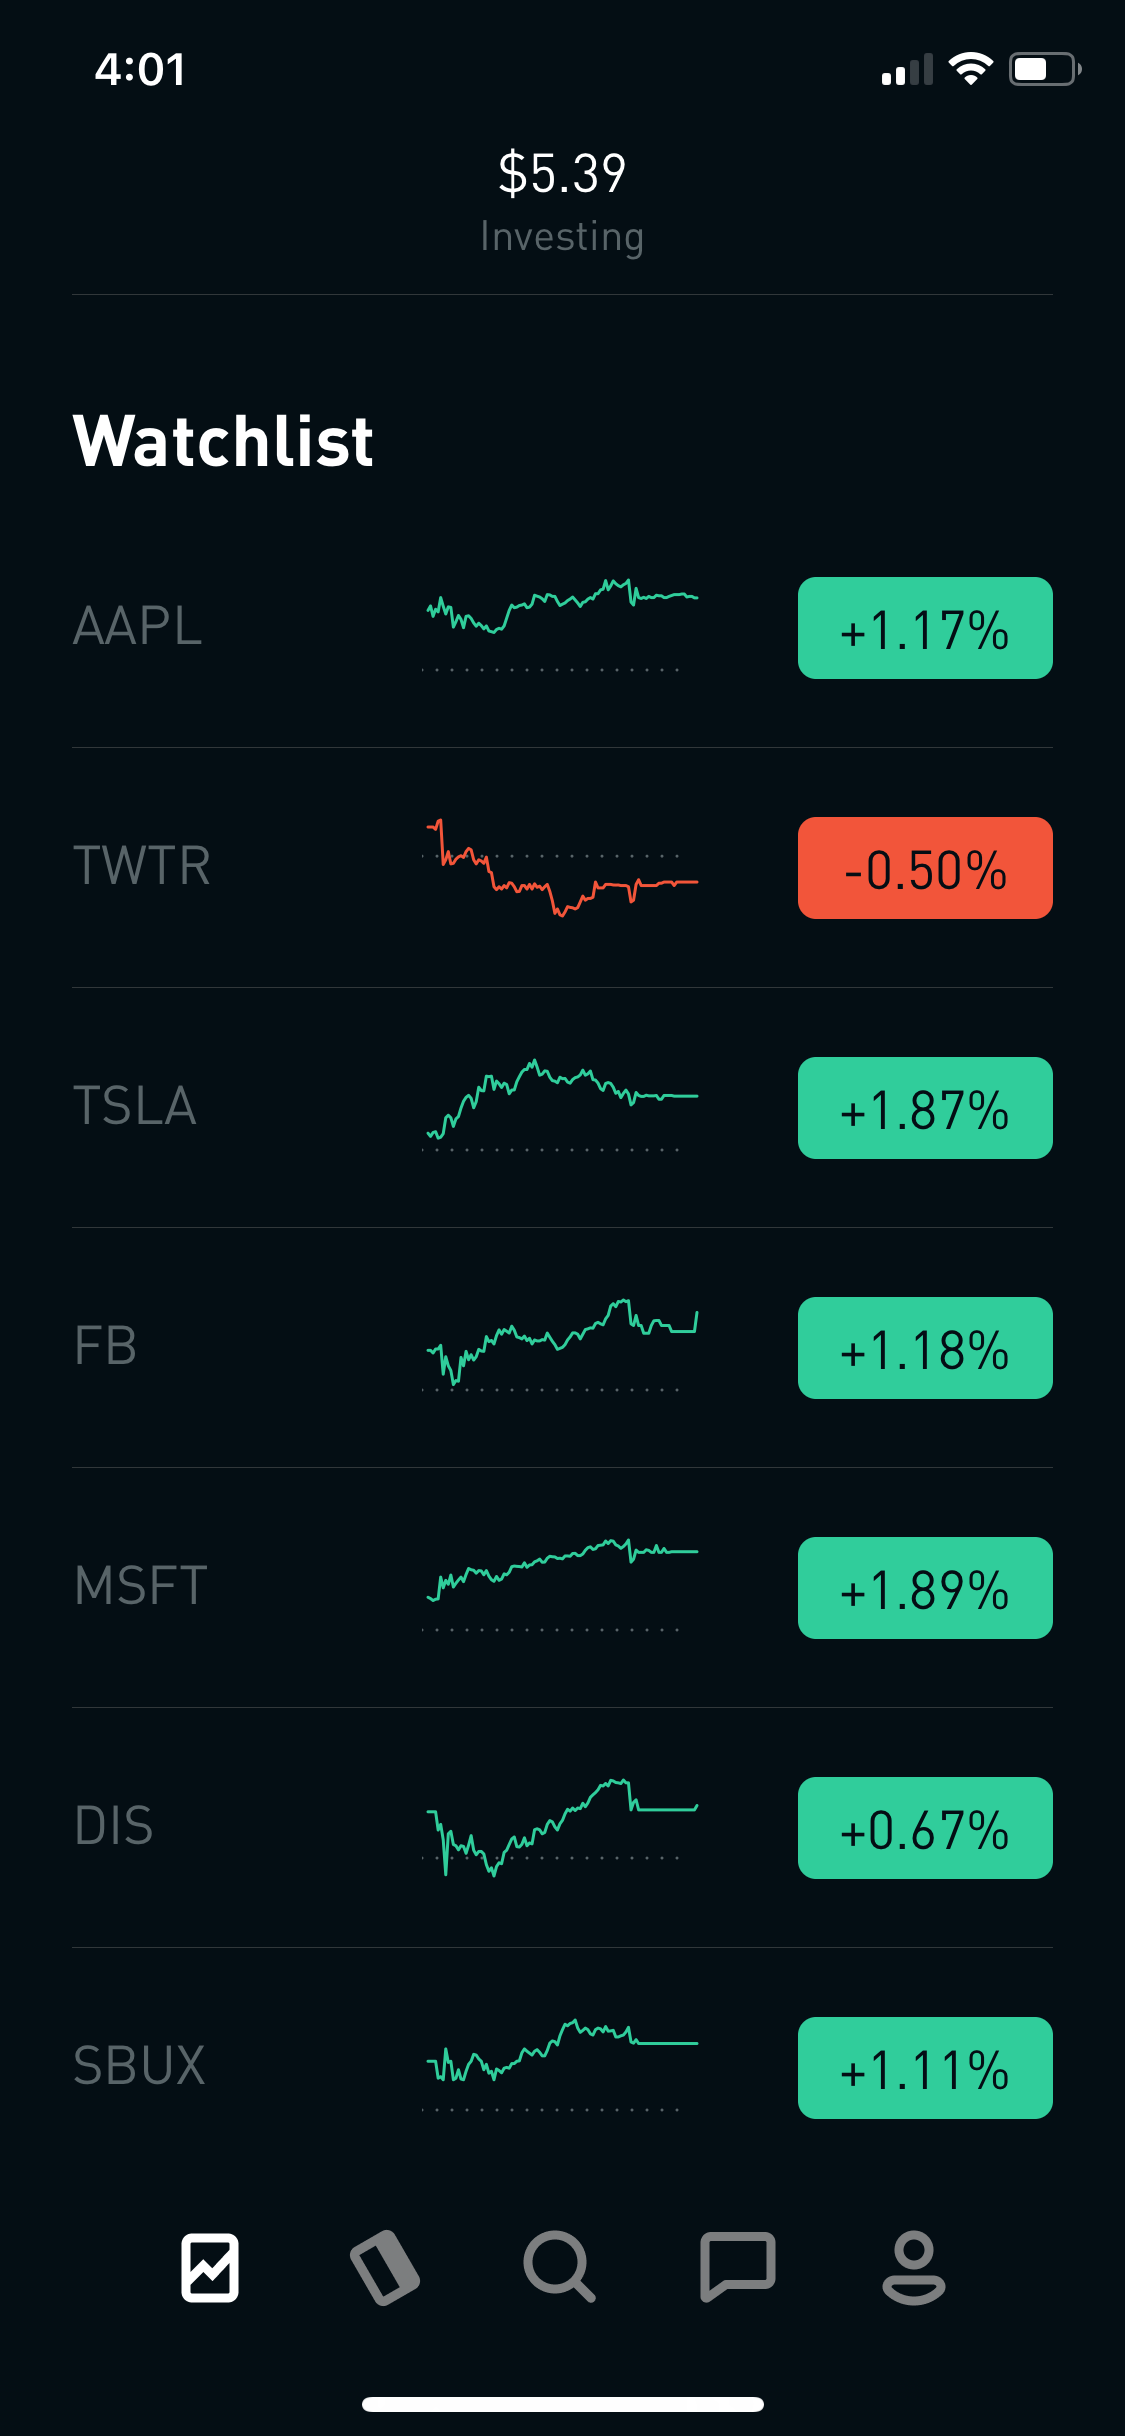 4:01
$5.39
Investing
Watchlist
AAPL +1.17%
TWTR -0.50%
TSLA +1.87%
FB +1.18%
MSFT +1.89%
DIS +0.67%
SBUX +1.11%